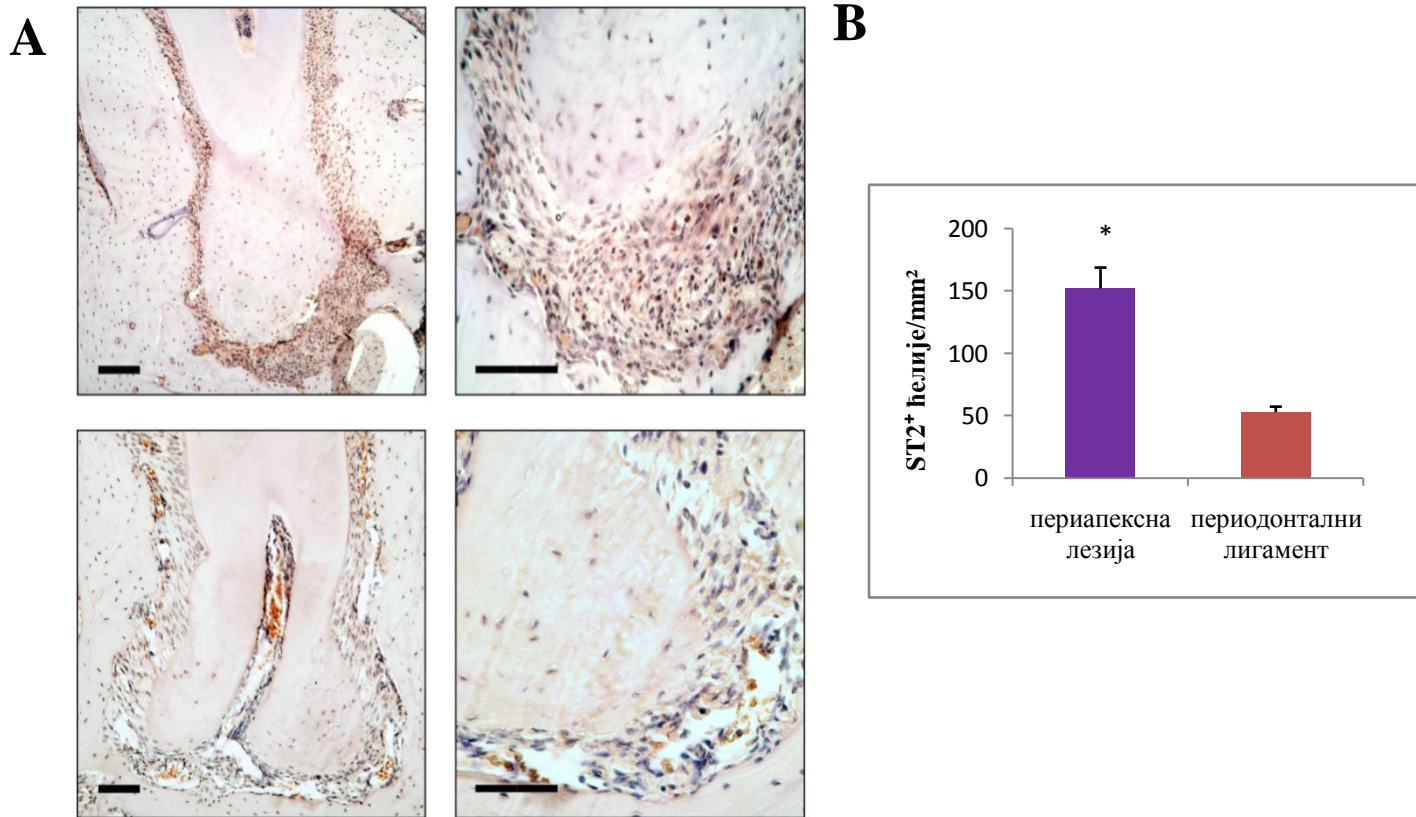 A
B
ST2⁺ ћелије/mm²
200
150
100
50
0
*
периапексна
лезија
периодонтални
лигамент